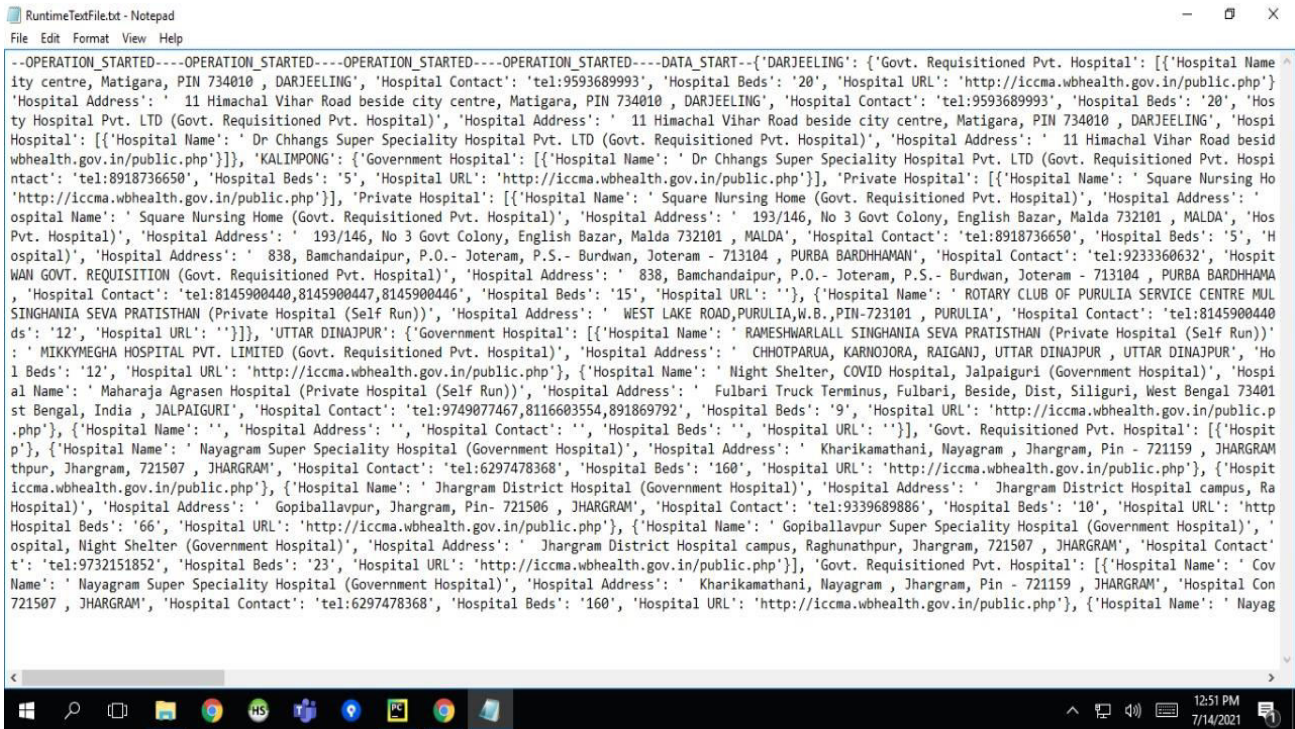 RuntimeTextFile.txt - Notepad
File Edit Format View Help
--OPERATION_STARTED----OPERATION_STARTED----OPERATION_STARTED----OPERATION_STARTED----DATA_START--{'DARJEELING': {'Govt. Requisitioned Pvt. Hospital': [{'Hospital Name
ity centre, Matigara, PIN 734010 , DARJEELING', 'Hospital Contact': 'tel:9593689993', 'Hospital Beds': '20', 'Hospital URL': 'http://iccma.wbhealth.gov.in/public.php'}
'Hospital Address': '  11 Himachal Vihar Road beside city centre, Matigara, PIN 734010 , DARJEELING', 'Hospital Contact': 'tel:9593689993', 'Hospital Beds': '20', 'Hos
ty Hospital Pvt. LTD (Govt. Requisitioned Pvt. Hospital)', 'Hospital Address': '  11 Himachal Vihar Road beside city centre, Matigara, PIN 734010 , DARJEELING', 'Hospi
Hospital': [{'Hospital Name': ' Dr Chhangs Super Speciality Hospital Pvt. LTD (Govt. Requisitioned Pvt. Hospital)', 'Hospital Address': '  11 Himachal Vihar Road besid
wbhealth.gov.in/public.php'}]}, 'KALIMPONG': {'Government Hospital': [{'Hospital Name': ' Dr Chhangs Super Speciality Hospital Pvt. LTD (Govt. Requisitioned Pvt. Hospi
ntact': 'tel:8918736650', 'Hospital Beds': '5', 'Hospital URL': 'http://iccma.wbhealth.gov.in/public.php'}], 'Private Hospital': [{'Hospital Name': ' Square Nursing Ho
'http://iccma.wbhealth.gov.in/public.php'}], 'Private Hospital': [{'Hospital Name': ' Square Nursing Home (Govt. Requisitioned Pvt. Hospital)', 'Hospital Address': '
ospital Name': ' Square Nursing Home (Govt. Requisitioned Pvt. Hospital)', 'Hospital Address': '  193/146, No 3 Govt Colony, English Bazar, Malda 732101 , MALDA', 'Hos
Pvt. Hospital)', 'Hospital Address': '  193/146, No 3 Govt Colony, English Bazar, Malda 732101 , MALDA', 'Hospital Contact': 'tel:8918736650', 'Hospital Beds': '5', 'H
ospital)', 'Hospital Address': '  838, Bamchandaipur, P.O.- Joteram, P.S.- Burdwan, Joteram - 713104 , PURBA BARDHHAMAN', 'Hospital Contact': 'tel:9233360632', 'Hospit
WAN GOVT. REQUISITION (Govt. Requisitioned Pvt. Hospital)', 'Hospital Address': '  838, Bamchandaipur, P.O.- Joteram, P.S.- Burdwan, Joteram - 713104 , PURBA BARDHHAMA
, 'Hospital Contact': 'tel:8145900440,8145900447,8145900446', 'Hospital Beds': '15', 'Hospital URL': ''}, {'Hospital Name': ' ROTARY CLUB OF PURULIA SERVICE CENTRE MUL
SINGHANIA SEVA PRATISTHAN (Private Hospital (Self Run))', 'Hospital Address': '  WEST LAKE ROAD,PURULIA,W.B.,PIN-723101 , PURULIA', 'Hospital Contact': 'tel:8145900440
ds': '12', 'Hospital URL': ''}]}, 'UTTAR DINAJPUR': {'Government Hospital': [{'Hospital Name': ' RAMESHWARLALL SINGHANIA SEVA PRATISTHAN (Private Hospital (Self Run))'
: ' MIKKYMEGHA HOSPITAL PVT. LIMITED (Govt. Requisitioned Pvt. Hospital)', 'Hospital Address': '  CHHOTPARUA, KARNOJORA, RAIGANJ, UTTAR DINAJPUR , UTTAR DINAJPUR', 'Ho
l Beds': '12', 'Hospital URL': 'http://iccma.wbhealth.gov.in/public.php'}, {'Hospital Name': ' Night Shelter, COVID Hospital, Jalpaiguri (Government Hospital)', 'Hospi
al Name': ' Maharaja Agrasen Hospital (Private Hospital (Self Run))', 'Hospital Address': '  Fulbari Truck Terminus, Fulbari, Beside, Dist, Siliguri, West Bengal 73401
st Bengal, India , JALPAIGURI', 'Hospital Contact': 'tel:9749077467,8116603554,891869792', 'Hospital Beds': '9', 'Hospital URL': 'http://iccma.wbhealth.gov.in/public.p
.php'}, {'Hospital Name': '', 'Hospital Address': '', 'Hospital Contact': '', 'Hospital Beds': '', 'Hospital URL': ''}], 'Govt. Requisitioned Pvt. Hospital': [{'Hospit
p'}, {'Hospital Name': ' Nayagram Super Speciality Hospital (Government Hospital)', 'Hospital Address': '  Kharikamathani, Nayagram , Jhargram, Pin - 721159 , JHARGRAM
thpur, Jhargram, 721507 , JHARGRAM', 'Hospital Contact': 'tel:6297478368', 'Hospital Beds': '160', 'Hospital URL': 'http://iccma.wbhealth.gov.in/public.php'}, {'Hospit
iccma.wbhealth.gov.in/public.php'}, {'Hospital Name': ' Jhargram District Hospital (Government Hospital)', 'Hospital Address': '  Jhargram District Hospital campus, Ra
Hospital)', 'Hospital Address': '  Gopiballavpur, Jhargram, Pin- 721506 , JHARGRAM', 'Hospital Contact': 'tel:9339689886', 'Hospital Beds': '10', 'Hospital URL': 'http
Hospital Beds': '66', 'Hospital URL': 'http://iccma.wbhealth.gov.in/public.php'}, {'Hospital Name': ' Gopiballavpur Super Speciality Hospital (Government Hospital)', '
ospital, Night Shelter (Government Hospital)', 'Hospital Address': '  Jhargram District Hospital campus, Raghunathpur, Jhargram, 721507 , JHARGRAM', 'Hospital Contact'
t': 'tel:9732151852', 'Hospital Beds': '23', 'Hospital URL': 'http://iccma.wbhealth.gov.in/public.php'}], 'Govt. Requisitioned Pvt. Hospital': [{'Hospital Name': ' Cov
Name': ' Nayagram Super Speciality Hospital (Government Hospital)', 'Hospital Address': '  Kharikamathani, Nayagram , Jhargram, Pin - 721159 , JHARGRAM', 'Hospital Con
721507 , JHARGRAM', 'Hospital Contact': 'tel:6297478368', 'Hospital Beds': '160', 'Hospital URL': 'http://iccma.wbhealth.gov.in/public.php'}, {'Hospital Name': ' Nayag
HS
PC
12:51 PM
7/14/2021